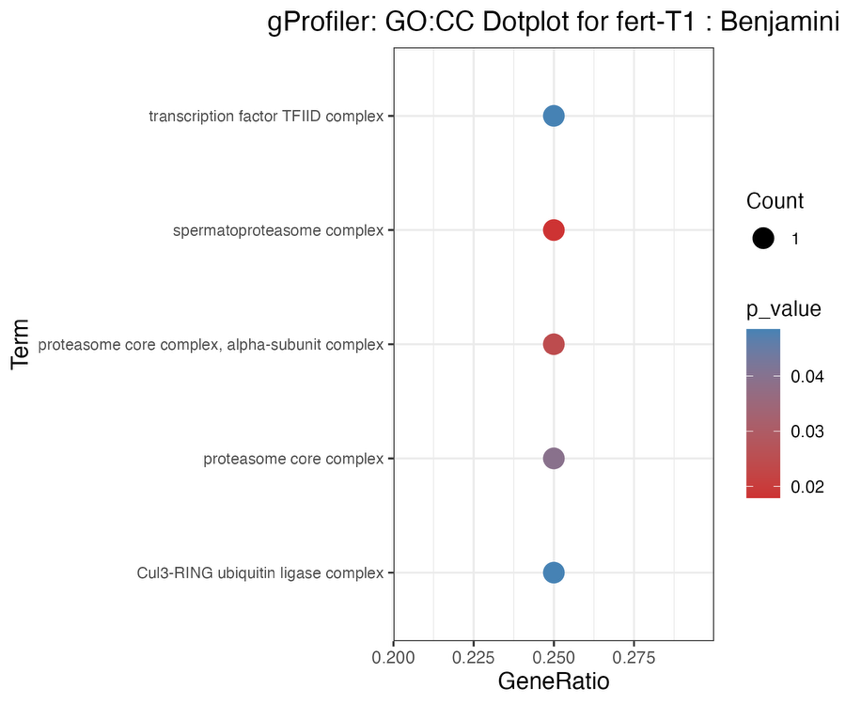 gProfiler: GO:CC Dotplot for fert-T1 : Benjamini
transcription factor TFIID complex
spermatoproteasome complex
proteasome core complex, alpha-subunit complex
proteasome core complex
Cul3-RING ubiquitin ligase complex
Term
0.200
0.225
0.250
0.275
GeneRatio
Count
1
p_value
0.04
0.03
0.02